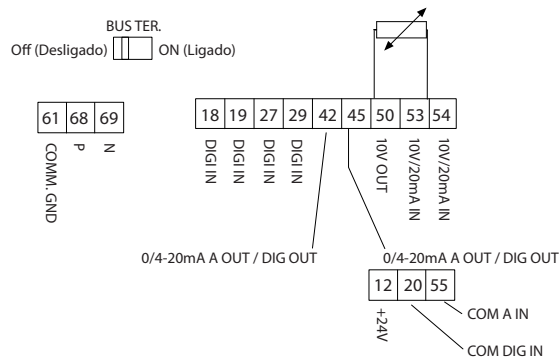 BUS TER.
Off (Desligado) ON (Ligado)
61 68 69
COMM. GND
P
N
18 19 27 29 42 45 50 53 54
DIGI IN
DIGI IN
DIGI IN
DIGI IN
10V OUT
10V/20mA IN
10V/20mA IN
0/4-20mA A OUT / DIG OUT
0/4-20mA A OUT / DIG OUT
12 20 55
+24V
COM A IN
COM DIG IN